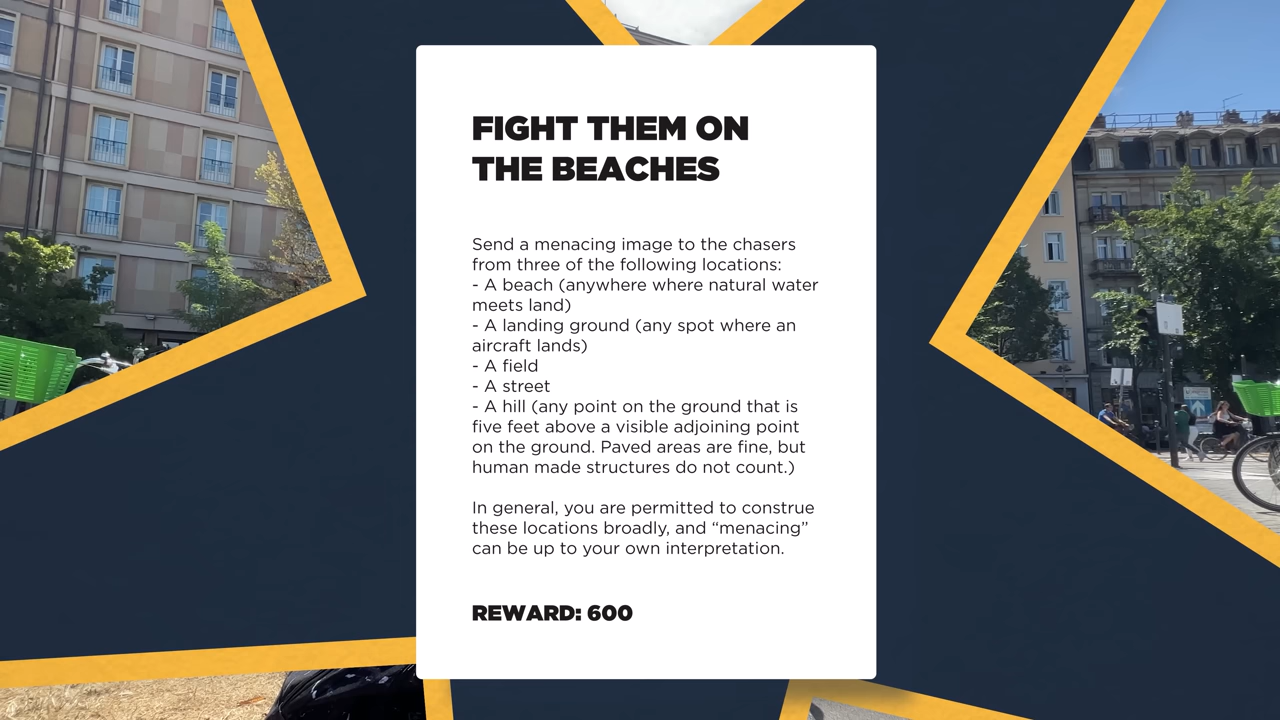 FIGHT THEM ON
THE BEACHES
Send a menacing image to the chasers
from three of the following locations:
- A beach (anywhere where natural water
meets land)
- A landing ground (any spot where an
aircraft lands)
- A field
- A street
- A hill (any point on the ground that is
five feet above a visible adjoining point
on the ground. Paved areas are fine, but
human made structures do not count.)
In general, you are permitted to construe
these locations broadly, and “menacing”
can be up to your own interpretation.
REWARD: 600